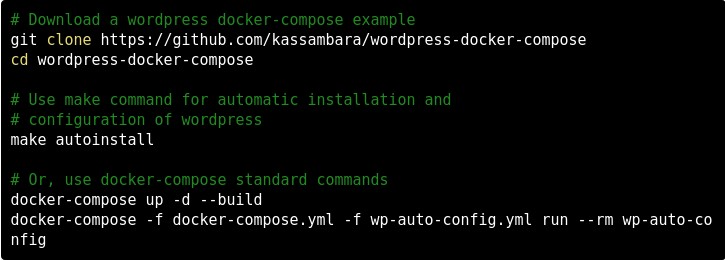 # Download a wordpress docker-compose example
git clone https://github.com/kassambara/wordpress-docker-compose
cd wordpress-docker-compose
# Use make command for automatic installation and
# configuration of wordpress
make autoinstall
# Or, use docker-compose standard commands
docker-compose up -d --build
docker-compose -f docker-compose.yml -f wp-auto-config.yml run --rm wp-auto-co
nfig